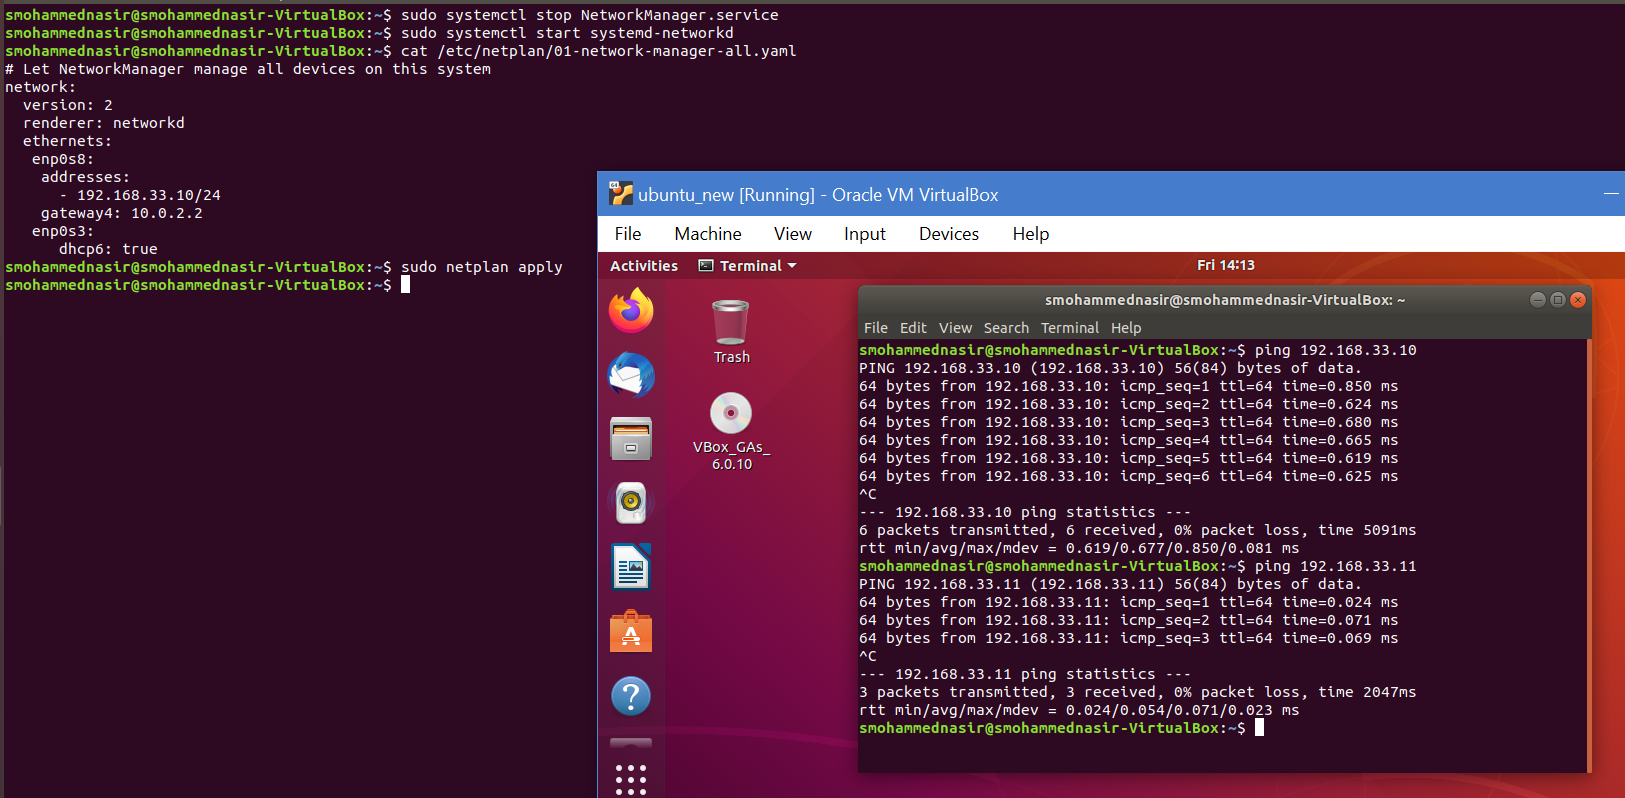 smohammednasir@smohammednasir-VirtualBox:~$ sudo systemctl stop NetworkManager.service
smohammednasir@smohammednasir-VirtualBox:~$ sudo systemctl start systemd-networkd
smohammednasir@smohammednasir-VirtualBox:~$ cat /etc/netplan/01-network-manager-all.yaml
# Let NetworkManager manage all devices on this system
network:
  version: 2
  renderer: networkd
  ethernets:
   enp0s8:
    addresses:
      - 192.168.33.10/24
    gateway4: 10.0.2.2
   enp0s3:
      dhcp6: true
smohammednasir@smohammednasir-VirtualBox:~$ sudo netplan apply
smohammednasir@smohammednasir-VirtualBox:~$
64
ubuntu_new [Running] - Oracle VM VirtualBox
File Machine View Input Devices Help
Activities Terminal Fri 14:13
Trash
VBox_GAs_
6.0.10
smohammednasir@smohammednasir-VirtualBox: ~
File Edit View Search Terminal Help
smohammednasir@smohammednasir-VirtualBox:~$ ping 192.168.33.10
PING 192.168.33.10 (192.168.33.10) 56(84) bytes of data.
64 bytes from 192.168.33.10: icmp_seq=1 ttl=64 time=0.850 ms
64 bytes from 192.168.33.10: icmp_seq=2 ttl=64 time=0.624 ms
64 bytes from 192.168.33.10: icmp_seq=3 ttl=64 time=0.680 ms
64 bytes from 192.168.33.10: icmp_seq=4 ttl=64 time=0.665 ms
64 bytes from 192.168.33.10: icmp_seq=5 ttl=64 time=0.619 ms
64 bytes from 192.168.33.10: icmp_seq=6 ttl=64 time=0.625 ms
^C
--- 192.168.33.10 ping statistics ---
6 packets transmitted, 6 received, 0% packet loss, time 5091ms
rtt min/avg/max/mdev = 0.619/0.677/0.850/0.081 ms
smohammednasir@smohammednasir-VirtualBox:~$ ping 192.168.33.11
PING 192.168.33.11 (192.168.33.11) 56(84) bytes of data.
64 bytes from 192.168.33.11: icmp_seq=1 ttl=64 time=0.024 ms
64 bytes from 192.168.33.11: icmp_seq=2 ttl=64 time=0.071 ms
64 bytes from 192.168.33.11: icmp_seq=3 ttl=64 time=0.069 ms
^C
--- 192.168.33.11 ping statistics ---
3 packets transmitted, 3 received, 0% packet loss, time 2047ms
rtt min/avg/max/mdev = 0.024/0.054/0.071/0.023 ms
smohammednasir@smohammednasir-VirtualBox:~$